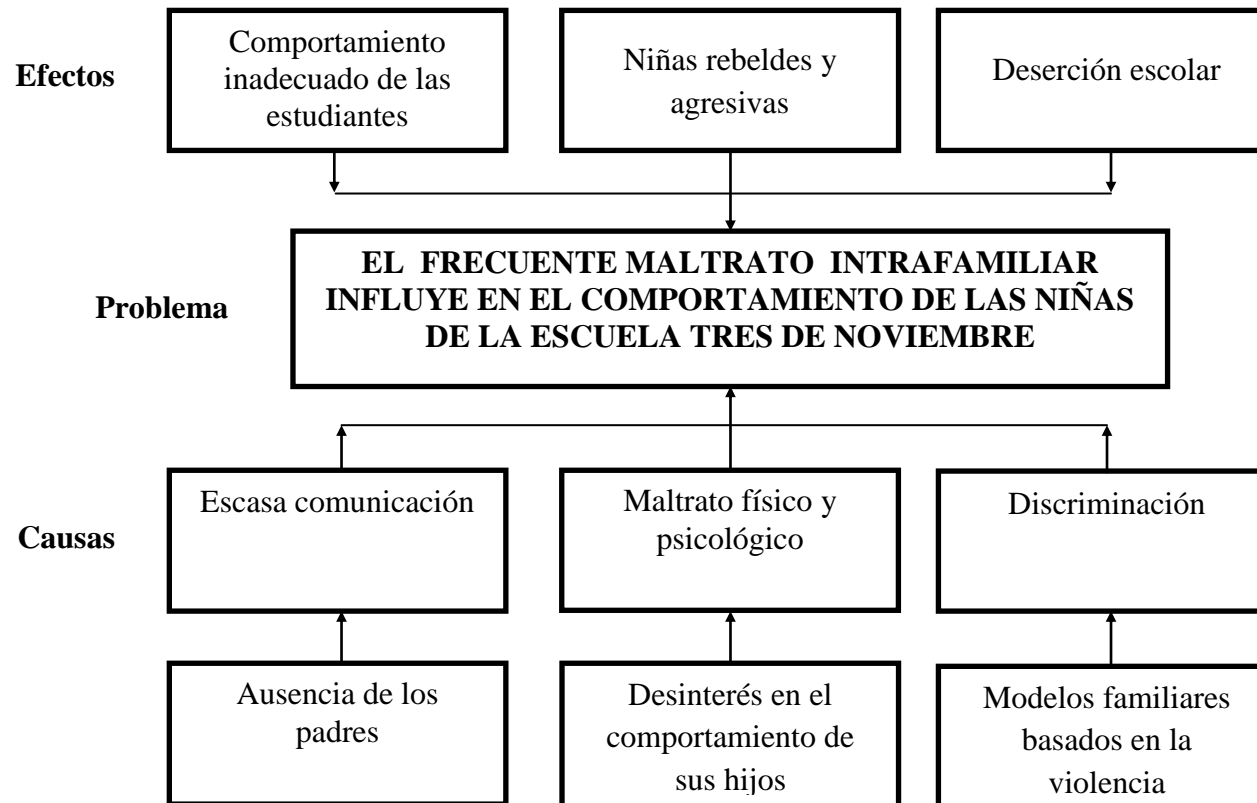 Efectos
Comportamiento
inadecuado de las
estudiantes
Niñas rebeldes y
agresivas
Deserción escolar
Problema
EL FRECUENTE MALTRATO INTRAFAMILIAR
INFLUYE EN EL COMPORTAMIENTO DE LAS NIÑAS
DE LA ESCUELA TRES DE NOVIEMBRE
Causas
Escasa comunicación
Maltrato físico y
psicológico
Discriminación
Ausencia de los
padres
Desinterés en el
comportamiento de
sus hijos
Modelos familiares
basados en la
violencia